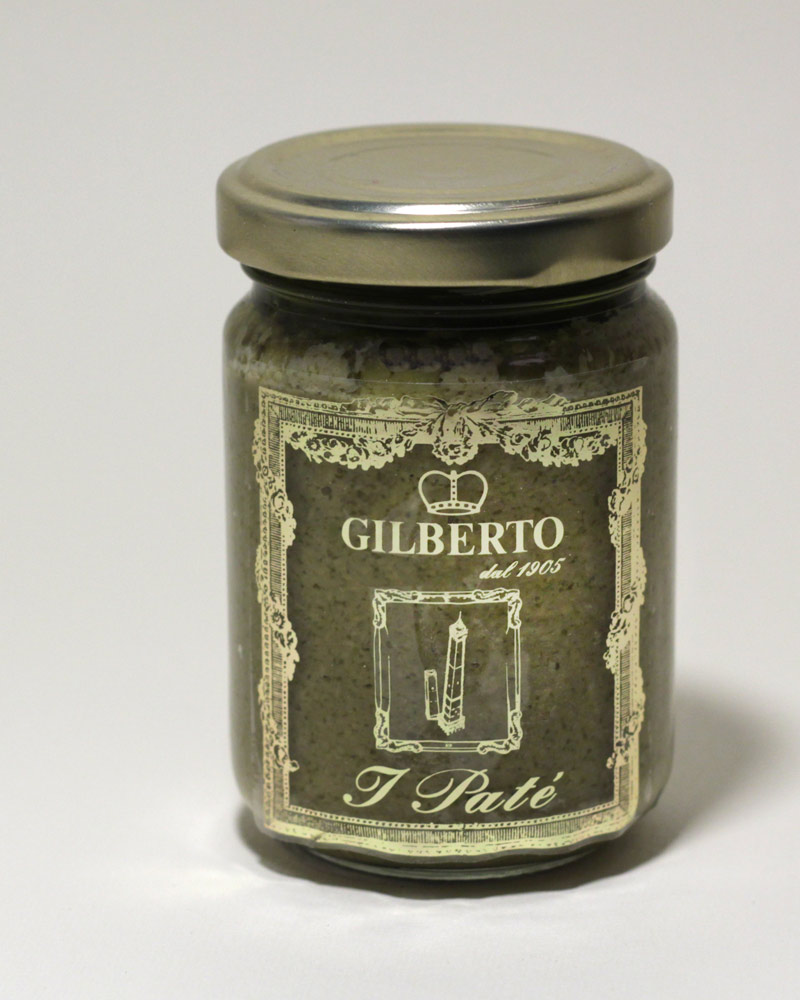 GILBERTO
dal 1905
I Paté